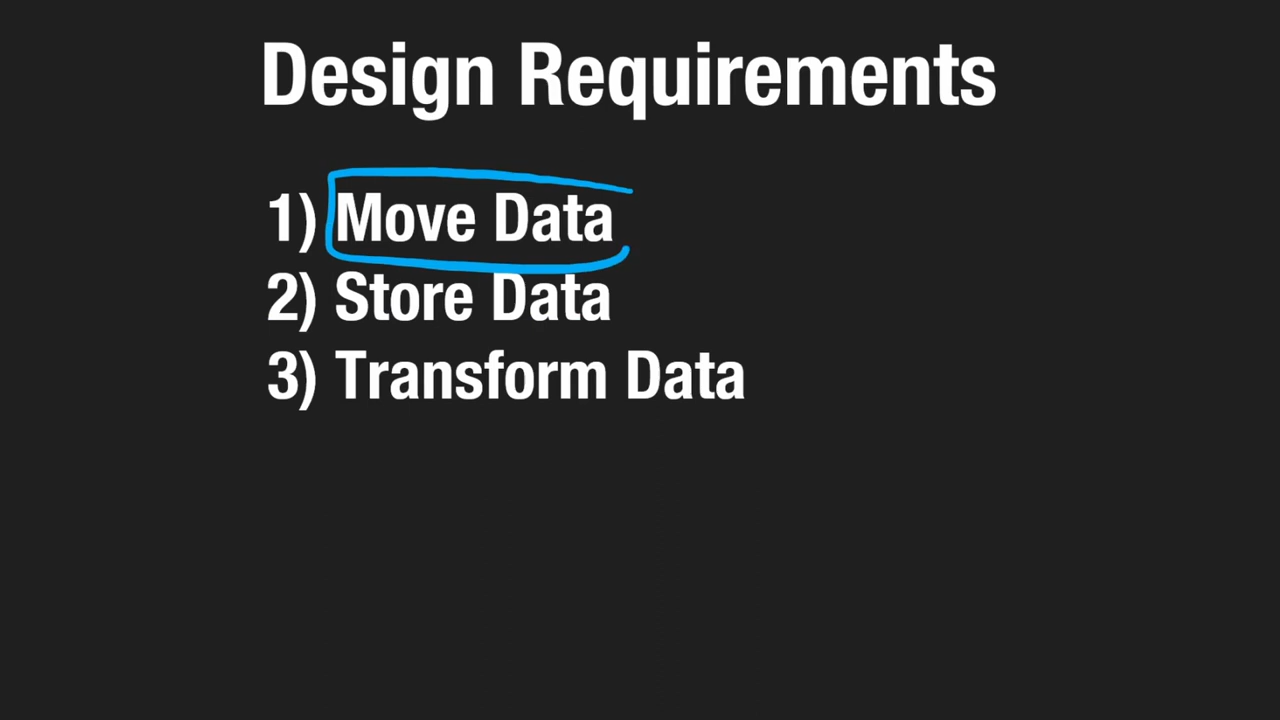 Design Requirements
1) Move Data
2) Store Data
3) Transform Data